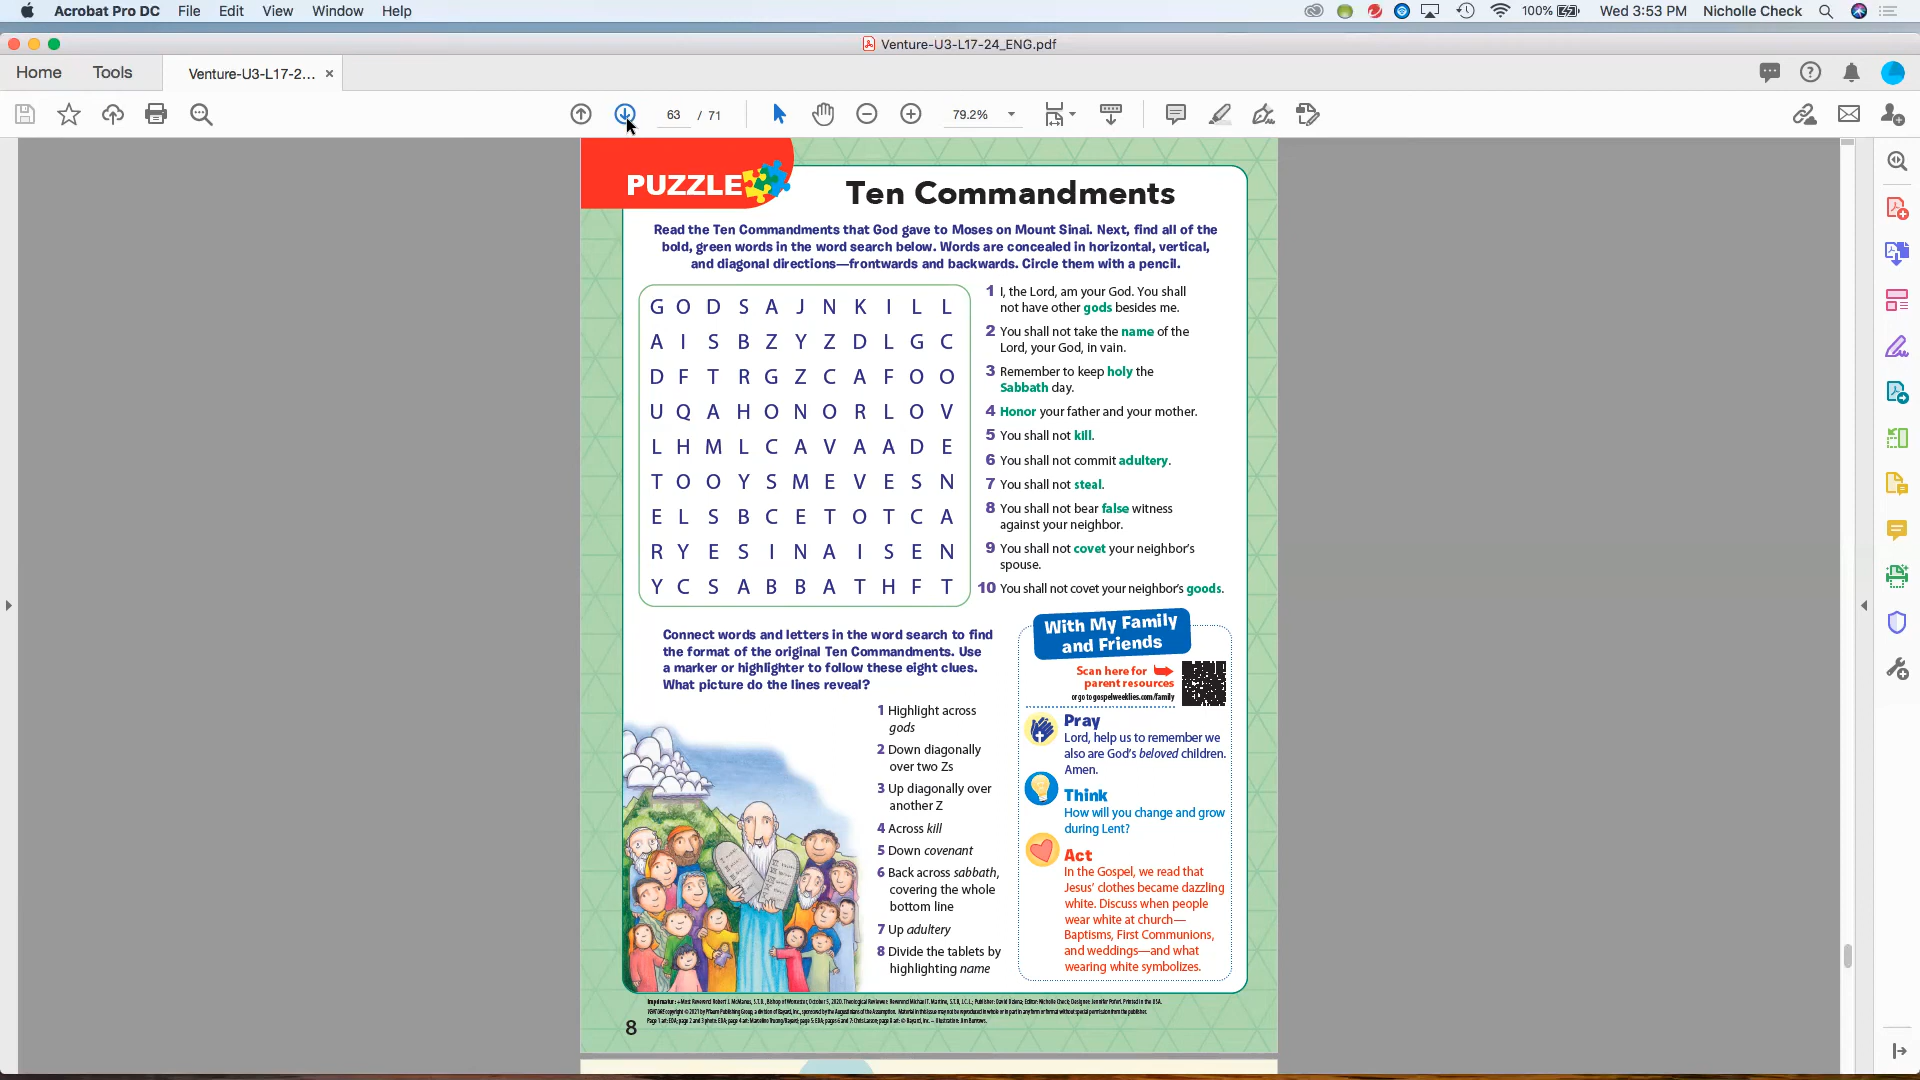 Acrobat Pro DC File Edit View Window Help 100% Wed 3:53 PM Nicholle Check
Venture-U3-L17-24_ENG.pdf
Home Tools Venture-U3-L17-2... ×
63 / 71 79.2%
PUZZLE
Ten Commandments
Read the Ten Commandments that God gave to Moses on Mount Sinai. Next, find all of the
bold, green words in the word search below. Words are concealed in horizontal, vertical,
and diagonal directions—frontwards and backwards. Circle them with a pencil.
G O D S A J N K I L L
A I S B Z Y Z D L G C
D F T R G Z C A F O O
U Q A H O N O R L O V
L H M L C A V A A D E
T O O Y S M E V E S N
E L S B C E T O T C A
R Y E S I N A I S E N
Y C S A B B A T H F T
1 I, the Lord, am your God. You shall
not have other gods besides me.
2 You shall not take the name of the
Lord, your God, in vain.
3 Remember to keep holy the
Sabbath day.
4 Honor your father and your mother.
5 You shall not kill.
6 You shall not commit adultery.
7 You shall not steal.
8 You shall not bear false witness
against your neighbor.
9 You shall not covet your neighbor's
spouse.
10 You shall not covet your neighbor's goods.
Connect words and letters in the word search to find
the format of the original Ten Commandments. Use
a marker or highlighter to follow these eight clues.
What picture do the lines reveal?
1 Highlight across
gods
2 Down diagonally
over two Zs
3 Up diagonally over
another Z
4 Across kill
5 Down covenant
6 Back across sabbath,
covering the whole
bottom line
7 Up adultery
8 Divide the tablets by
highlighting name
With My Family
and Friends
Scan here for
parent resources
or go to gospelweeklies.com/family
Pray
Lord, help us to remember we
also are God's beloved children.
Amen.
Think
How will you change and grow
during Lent?
Act
In the Gospel, we read that
Jesus' clothes became dazzling
white. Discuss when people
wear white at church—
Baptisms, First Communions,
and weddings—and what
wearing white symbolizes.
8